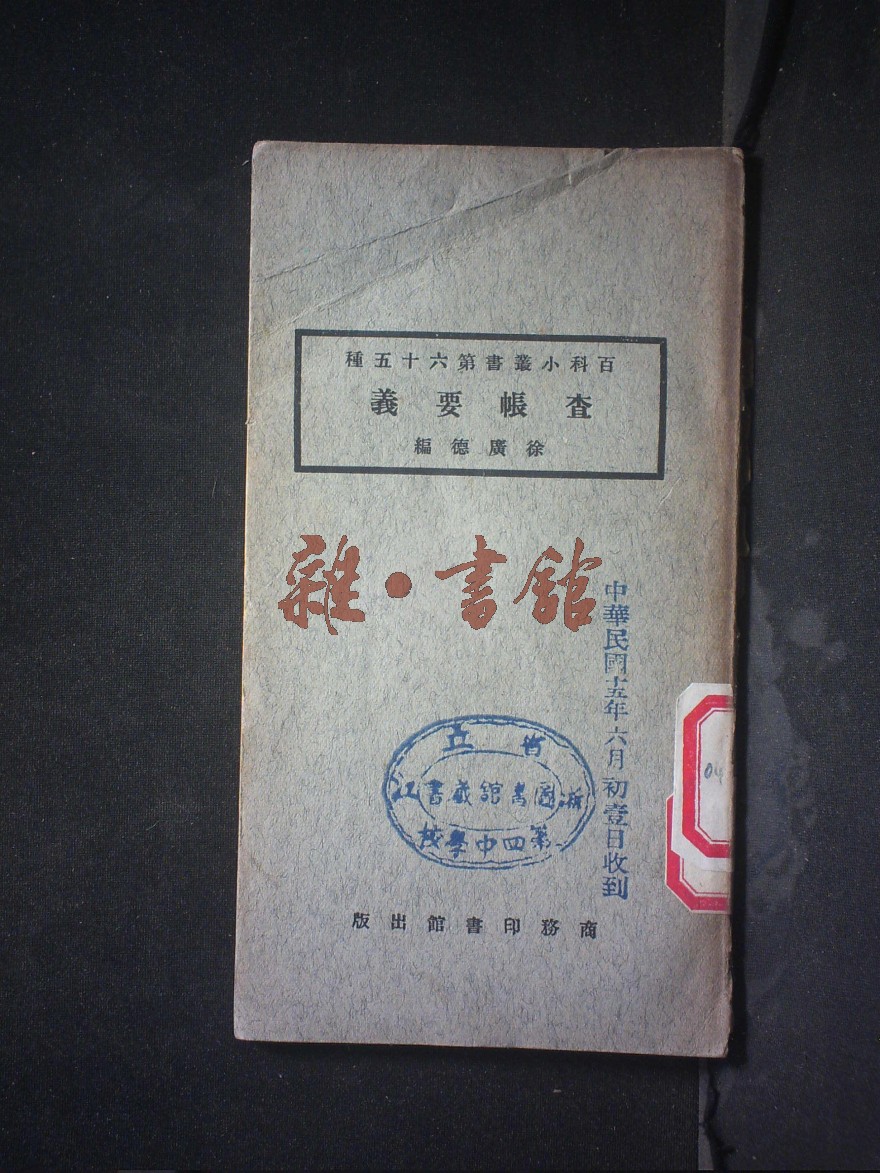 百科小叢書第六十五種
查帳要義
徐廣德編
雜·書館
中華民國十五年六月初壹日收到
浙江省立
第四中學校
圖書館藏書
商務印書館出版
04